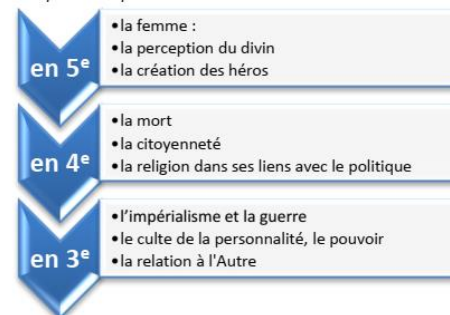 en 5e
•la femme :
•la perception du divin
•la création des héros
en 4e
•la mort
•la citoyenneté
•la religion dans ses liens avec le politique
en 3e
•l'impérialisme et la guerre
•le culte de la personnalité, le pouvoir
•la relation à l'Autre